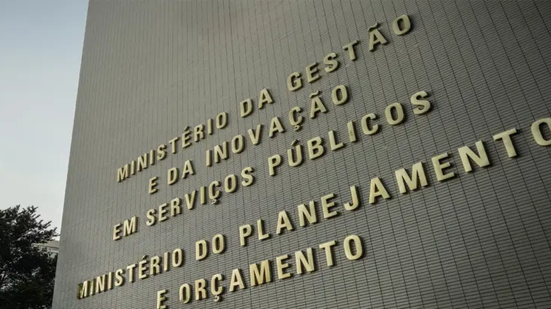 MINISTÉRIO DA GESTÃO
E DA INOVAÇÃO
EM SERVIÇOS PÚBLICOS
MINISTÉRIO DO PLANEJAMENTO
E ORÇAMENTO